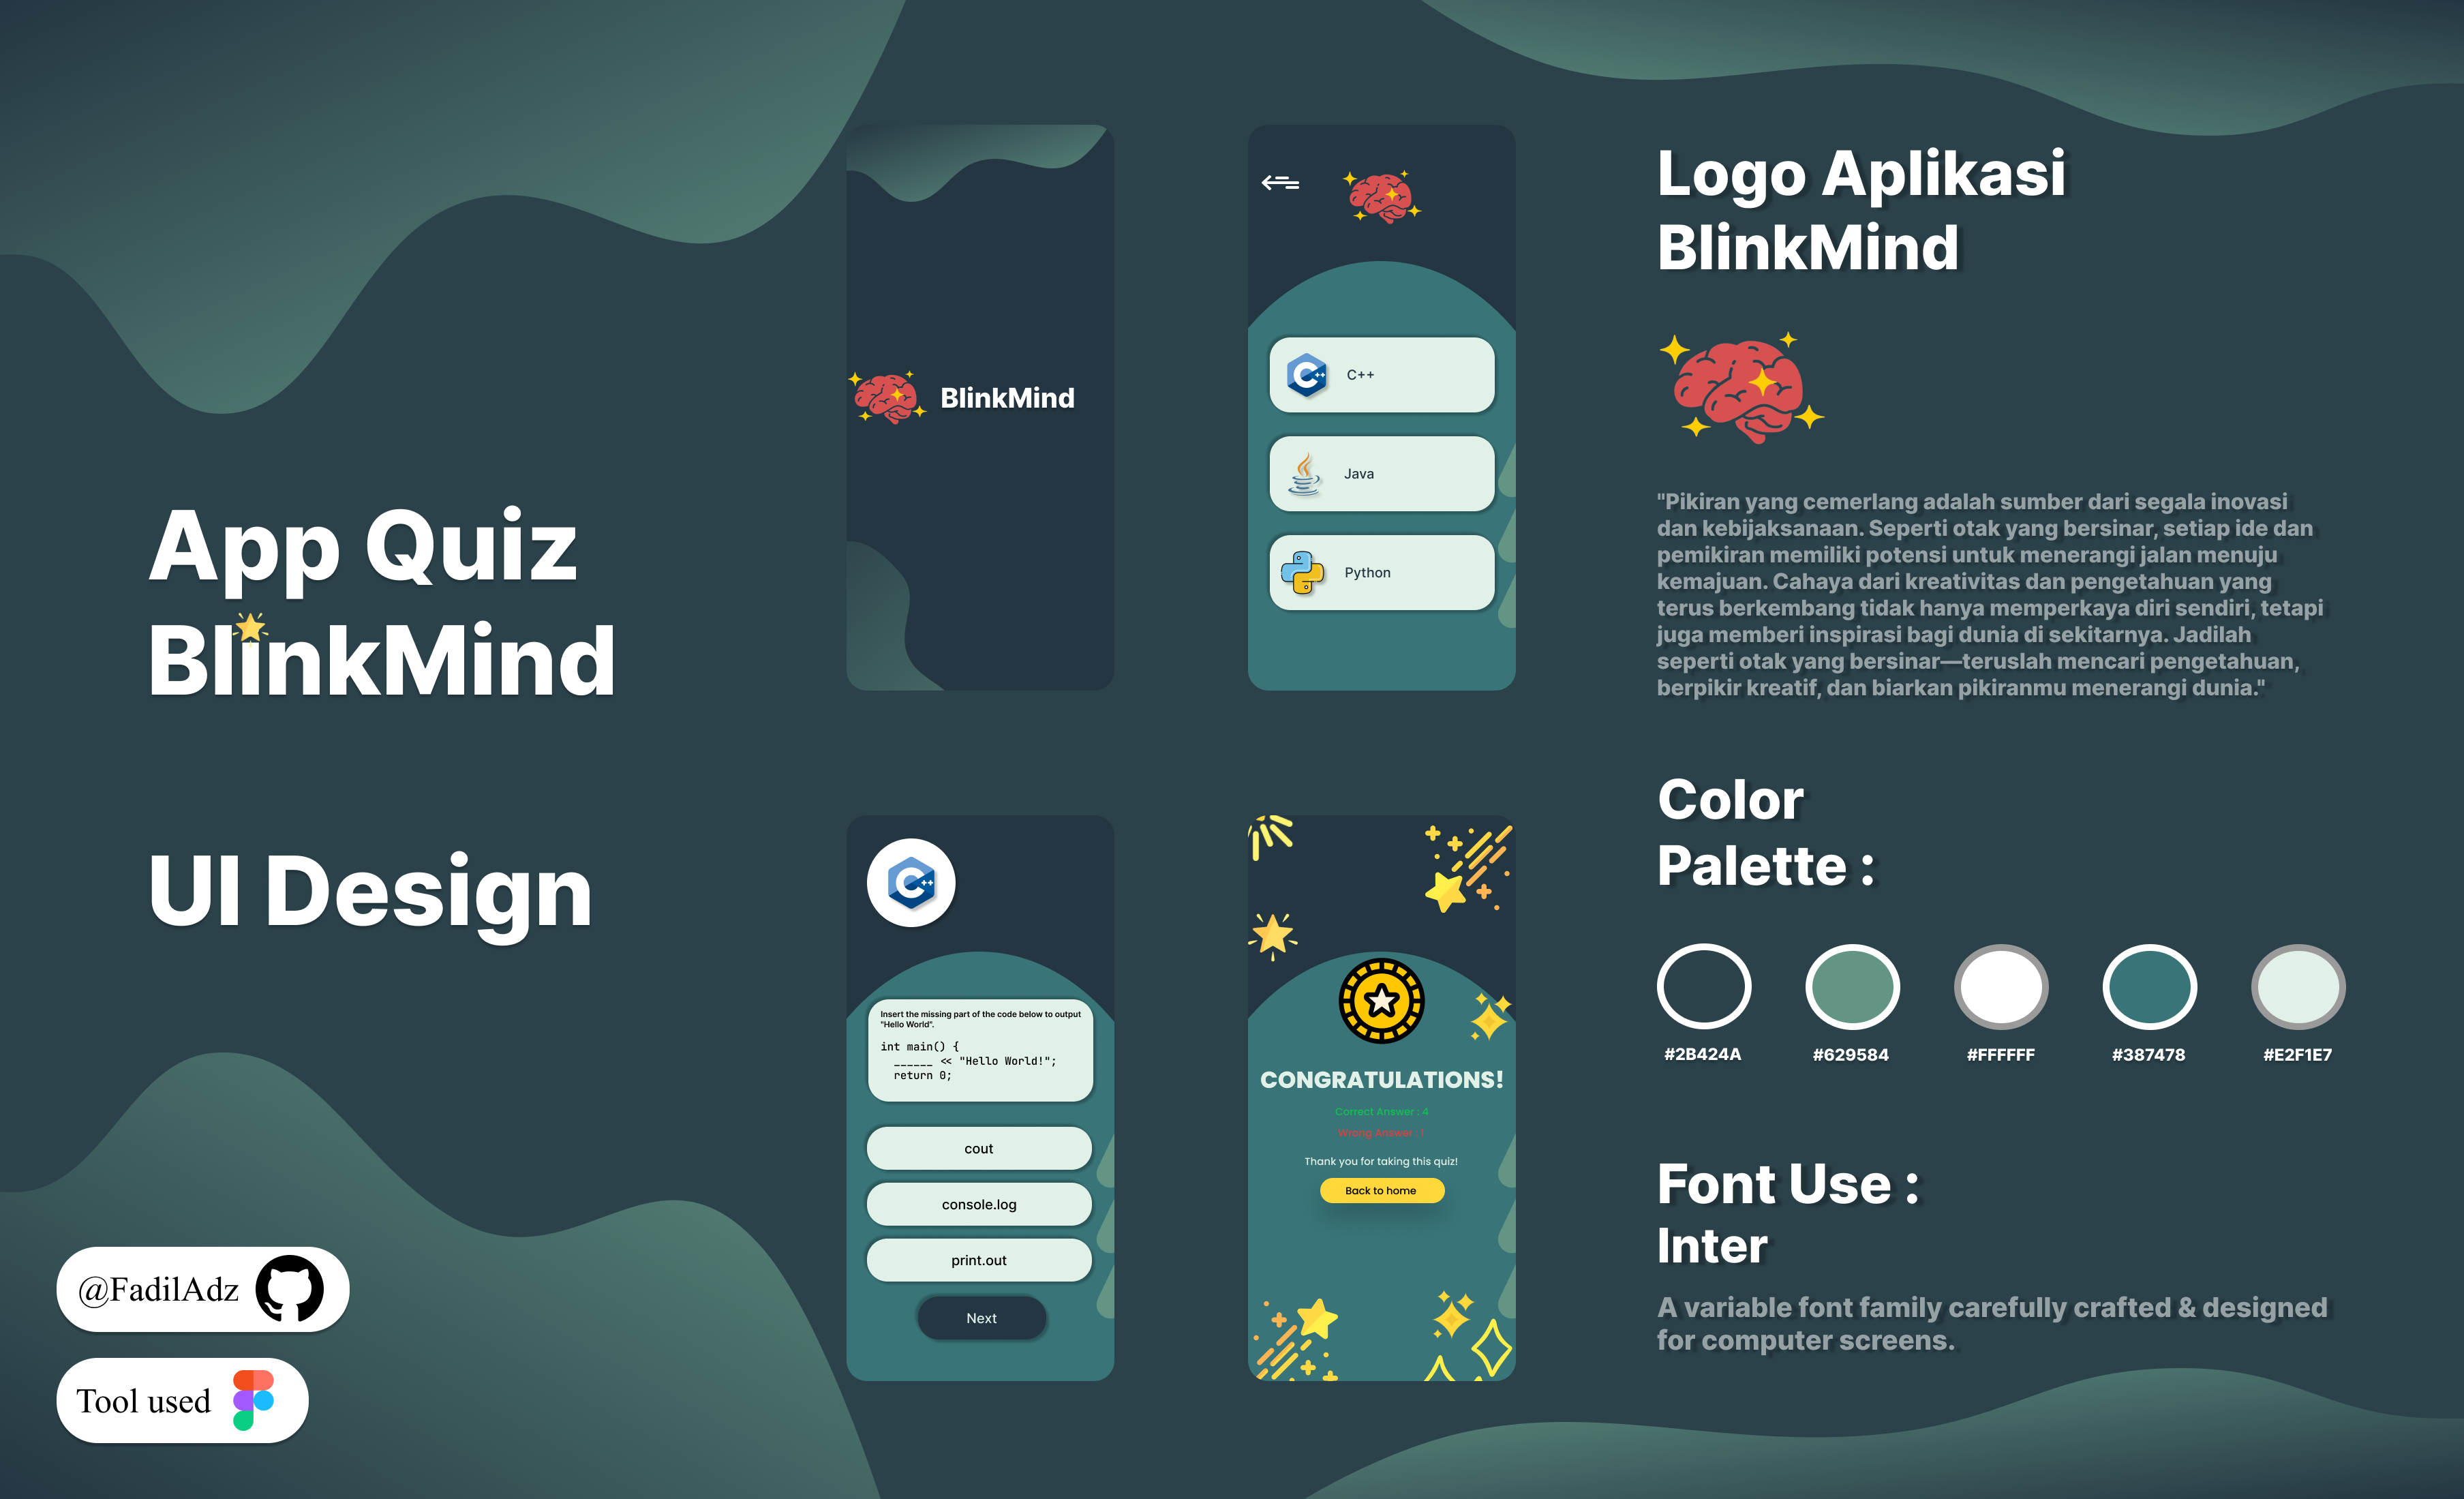 App Quiz
BlinkMind
UI Design
@FadilAdz
Tool used
BlinkMind
C++
Java
Python
Insert the missing part of the code below to output
"Hello World".
int main() {
______ << "Hello World!";
return 0;
cout
console.log
print.out
Next
CONGRATULATIONS!
Correct Answer : 4
Wrong Answer : 1
Thank you for taking this quiz!
Back to home
Logo Aplikasi
BlinkMind
"Pikiran yang cemerlang adalah sumber dari segala inovasi
dan kebijaksanaan. Seperti otak yang bersinar, setiap ide dan
pemikiran memiliki potensi untuk menerangi jalan menuju
kemajuan. Cahaya dari kreativitas dan pengetahuan yang
terus berkembang tidak hanya memperkaya diri sendiri, tetapi
juga memberi inspirasi bagi dunia di sekitarnya. Jadilah
seperti otak yang bersinar—teruslah mencari pengetahuan,
berpikir kreatif, dan biarkan pikiranmu menerangi dunia."
Color
Palette :
#2B424A #629584 #FFFFFF #387478 #E2F1E7
Font Use :
Inter
A variable font family carefully crafted & designed
for computer screens.